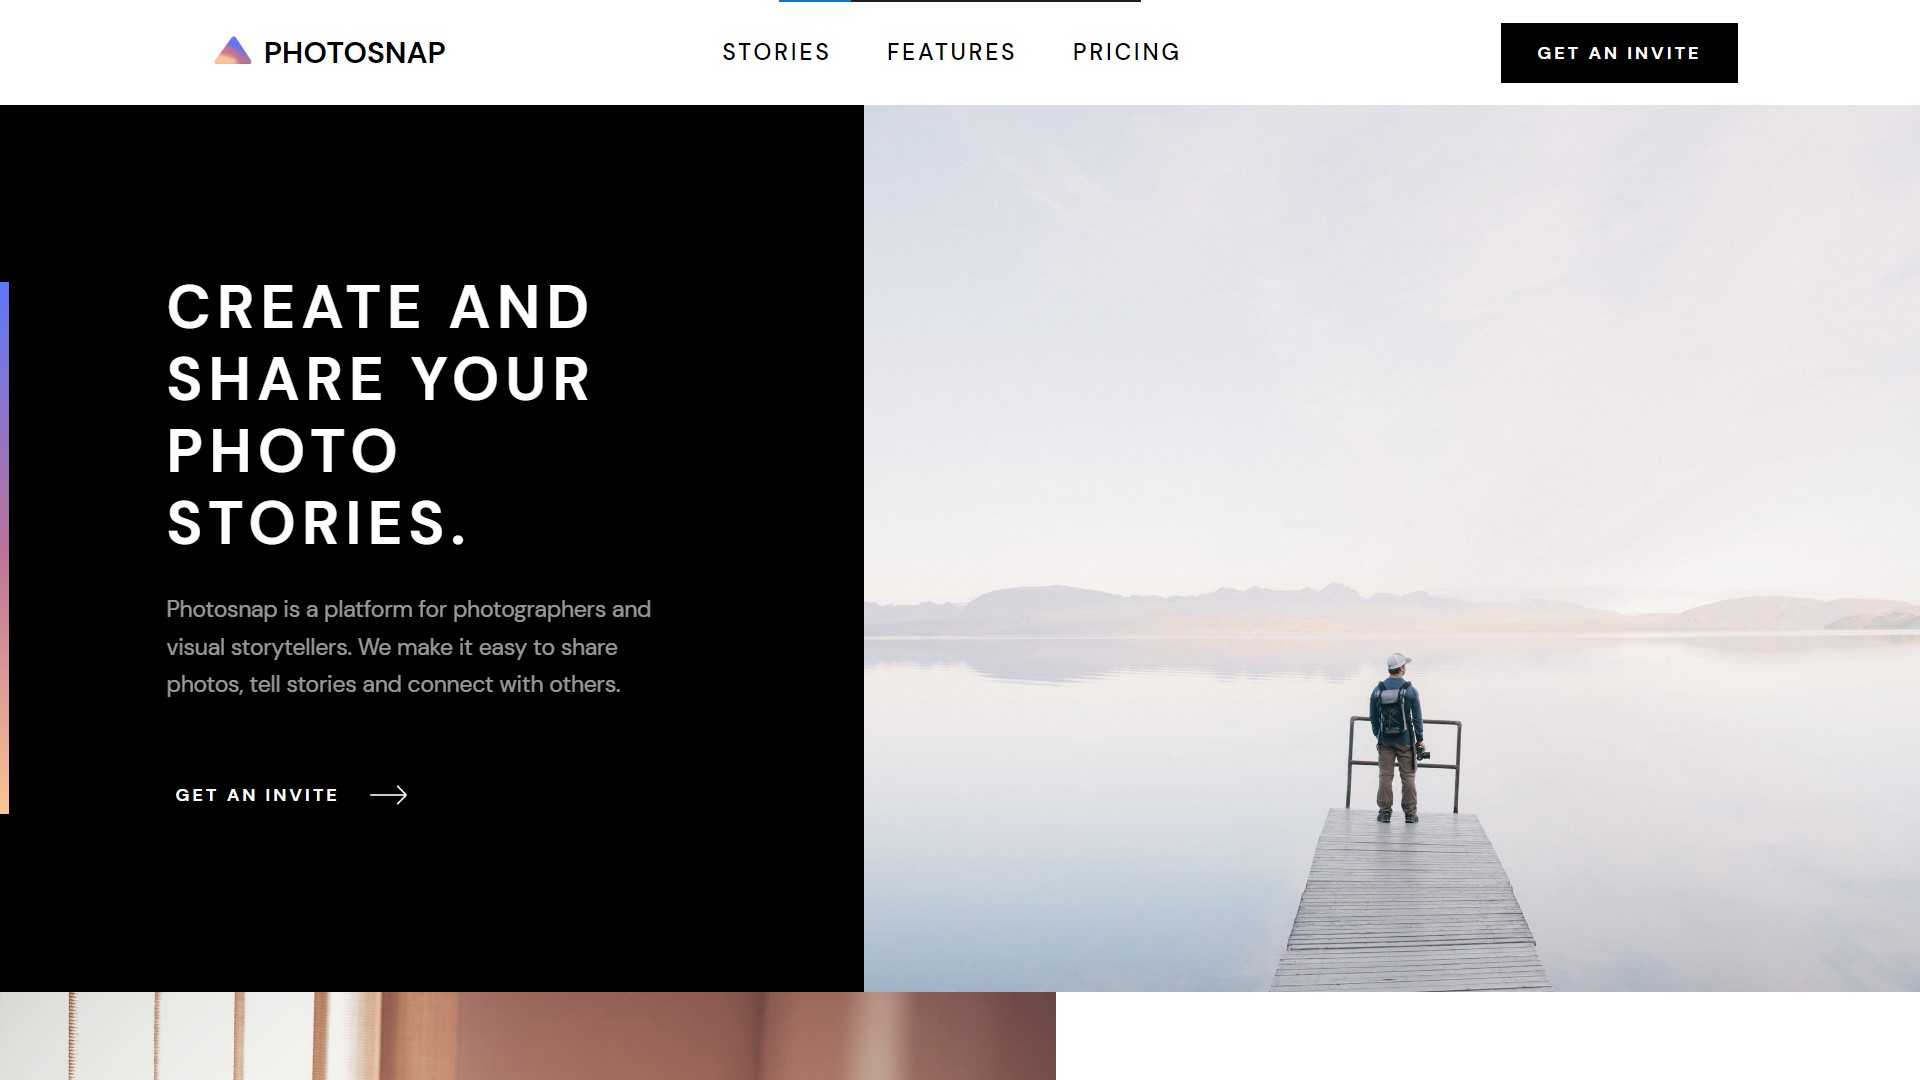 PHOTOSNAP
STORIES FEATURES PRICING
GET AN INVITE
CREATE AND
SHARE YOUR
PHOTO
STORIES.
Photosnap is a platform for photographers and
visual storytellers. We make it easy to share
photos, tell stories and connect with others.
GET AN INVITE